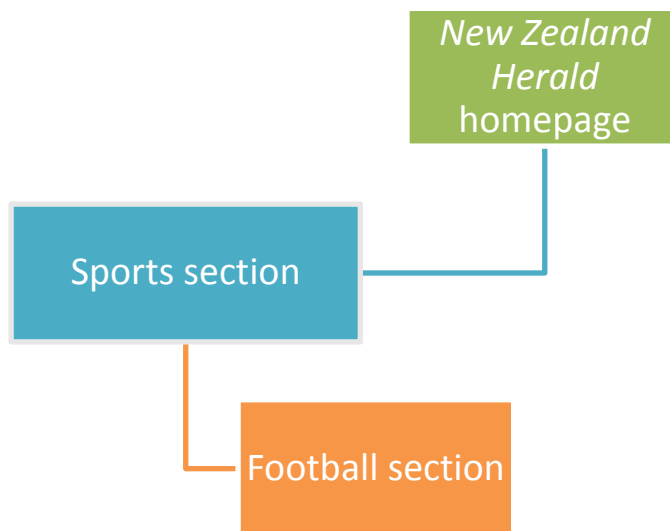 New Zealand
Herald
homepage
Sports section
Football section